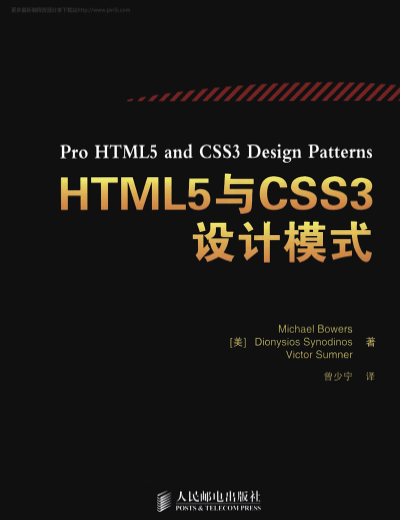 Pro HTML5 and CSS3 Design Patterns
HTML5与CSS3
设计模式
Michael Bowers
[美] Dionysios Synodinos 著
Victor Sumner
曾少宁 译
人民邮电出版社
POSTS & TELECOM PRESS